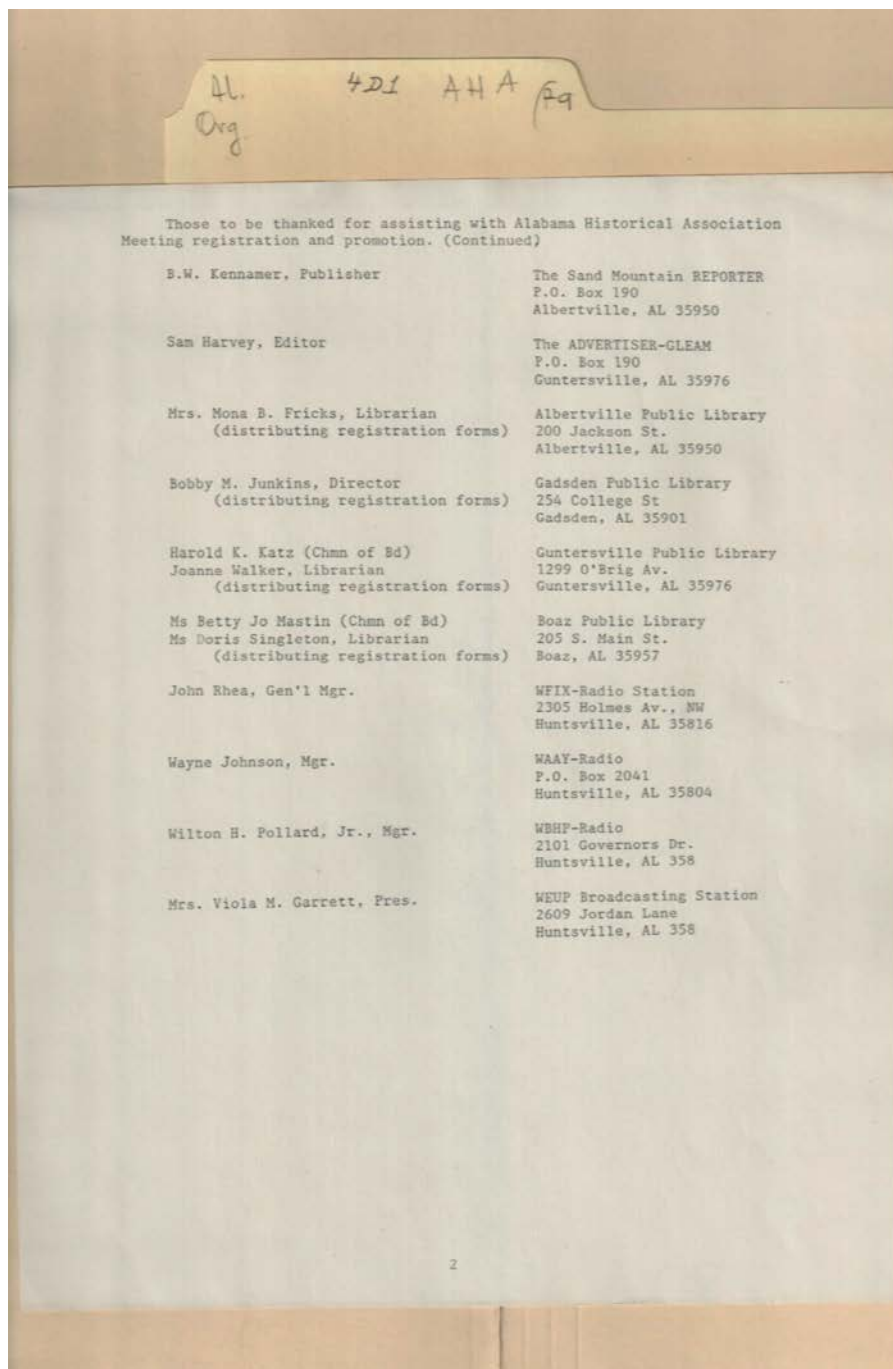 Al. 4D1 AHA
Org.
Those to be thanked for assisting with Alabama Historical Association
Meeting registration and promotion. (Continued)
B.W. Kennamer, Publisher The Sand Mountain REPORTER
P.O. Box 190
Albertville, AL 35950
Sam Harvey, Editor The ADVERTISER-GLEAM
P.O. Box 190
Guntersville, AL 35976
Mrs. Mona B. Fricks, Librarian Albertville Public Library
(distributing registration forms) 200 Jackson St.
Albertville, AL 35950
Bobby M. Junkins, Director Gadsden Public Library
(distributing registration forms) 254 College St
Gadsden, AL 35901
Harold K. Katz (Chmn of Bd) Guntersville Public Library
Joanne Walker, Librarian 1299 O'Brig Av.
(distributing registration forms) Guntersville, AL 35976
Ms Betty Jo Mastin (Chmn of Bd) Boaz Public Library
Ms Doris Singleton, Librarian 205 S. Main St.
(distributing registration forms) Boaz, AL 35957
John Rhea, Gen'l Mgr. WFIX-Radio Station
2305 Holmes Av., NW
Huntsville, AL 35816
Wayne Johnson, Mgr. WAAY-Radio
P.O. Box 2041
Huntsville, AL 35804
Wilton H. Pollard, Jr., Mgr. WBHP-Radio
2101 Governors Dr.
Huntsville, AL 358
Mrs. Viola M. Garrett, Pres. WEUP Broadcasting Station
2609 Jordan Lane
Huntsville, AL 358
2